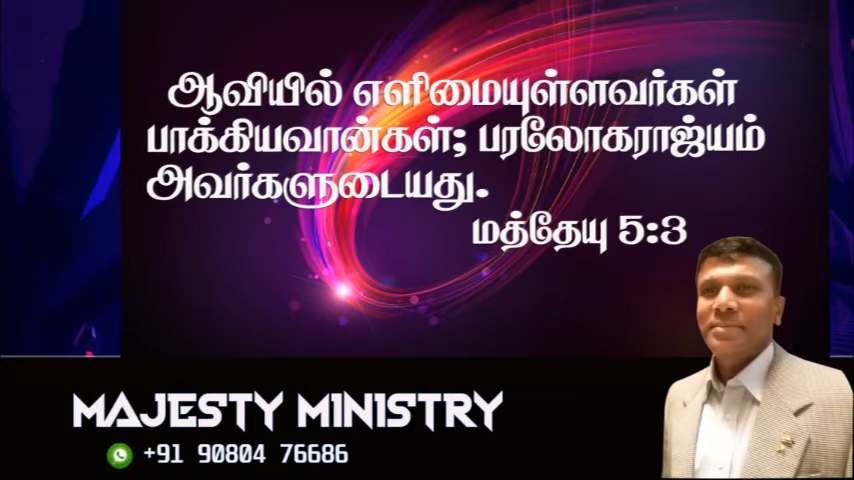 ஆவியில் எளிமையுள்ளவர்கள்
பாக்கியவான்கள்; பரலோகராஜ்யம்
அவர்களுடையது.
மத்தேயு 5:3
MAJESTY MINISTRY
+91 90804 76686